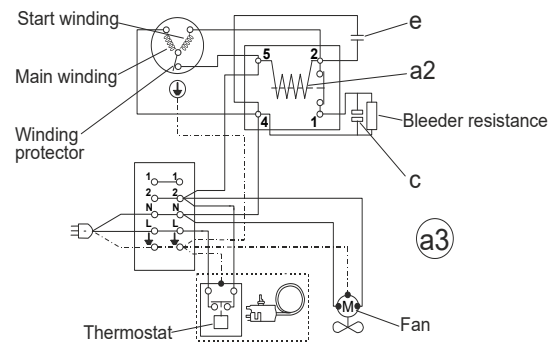 Start winding
Main winding
Winding
protector
e
5 2
a2
4 1
Bleeder resistance
c
1 1
2 2
N N
L L
a3
M
Fan
Thermostat